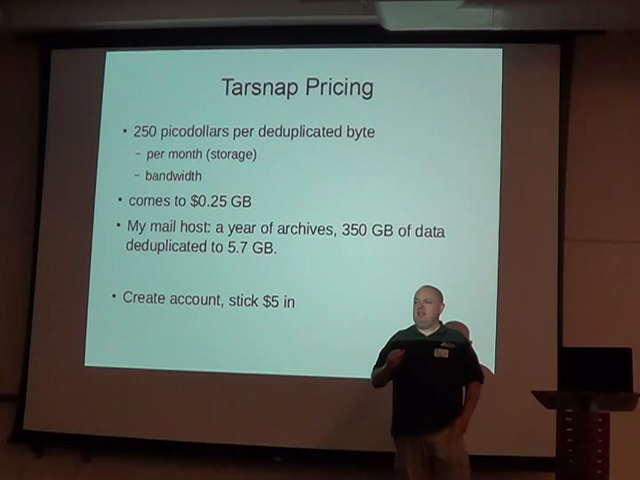 Tarsnap Pricing
• 250 picodollars per deduplicated byte
– per month (storage)
– bandwidth
• comes to $0.25 GB
• My mail host: a year of archives, 350 GB of data
deduplicated to 5.7 GB.
• Create account, stick $5 in